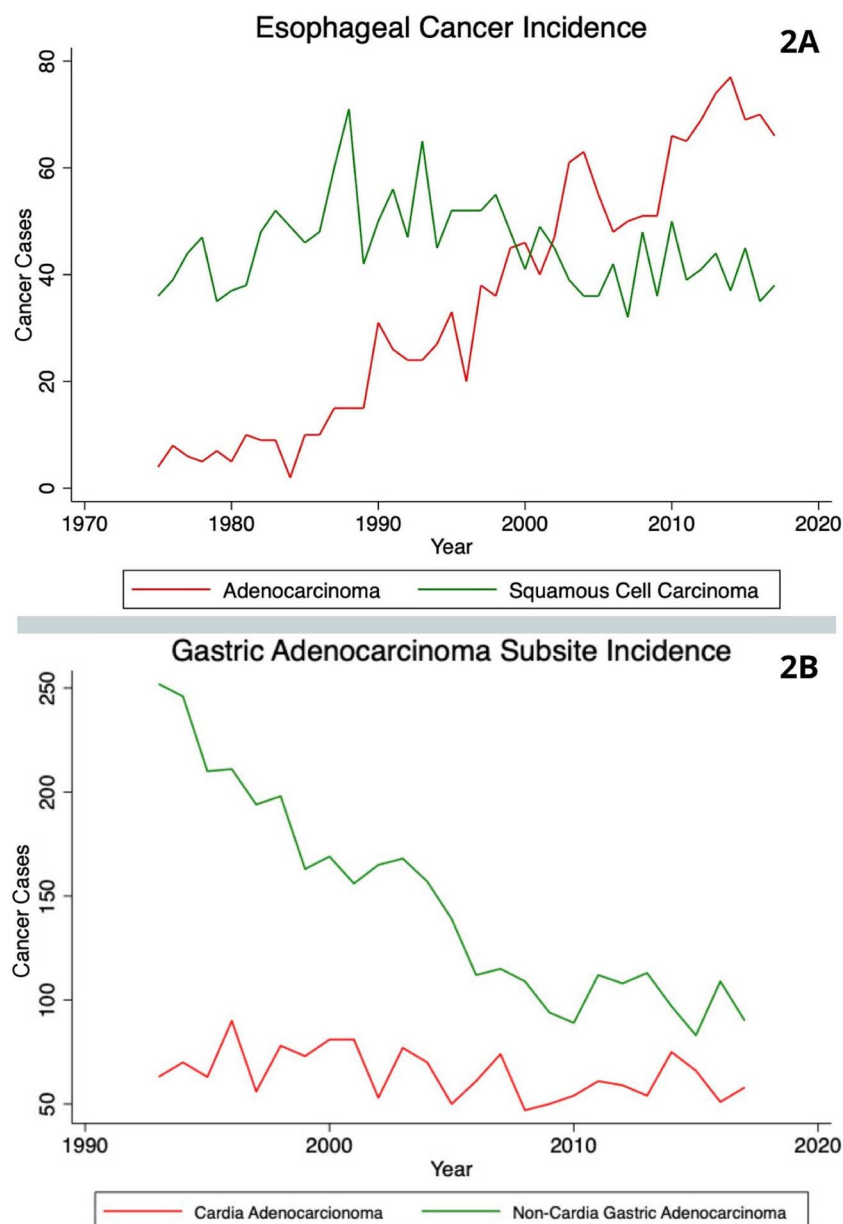 Esophageal Cancer Incidence
2A
80
60
40
20
0
Cancer Cases
1970 1980 1990 2000 2010 2020
Year
Adenocarcinoma Squamous Cell Carcinoma
Gastric Adenocarcinoma Subsite Incidence
2B
250
200
150
100
50
Cancer Cases
1990 2000 2010 2020
Year
Cardia Adenocarcionoma Non-Cardia Gastric Adenocarcinoma